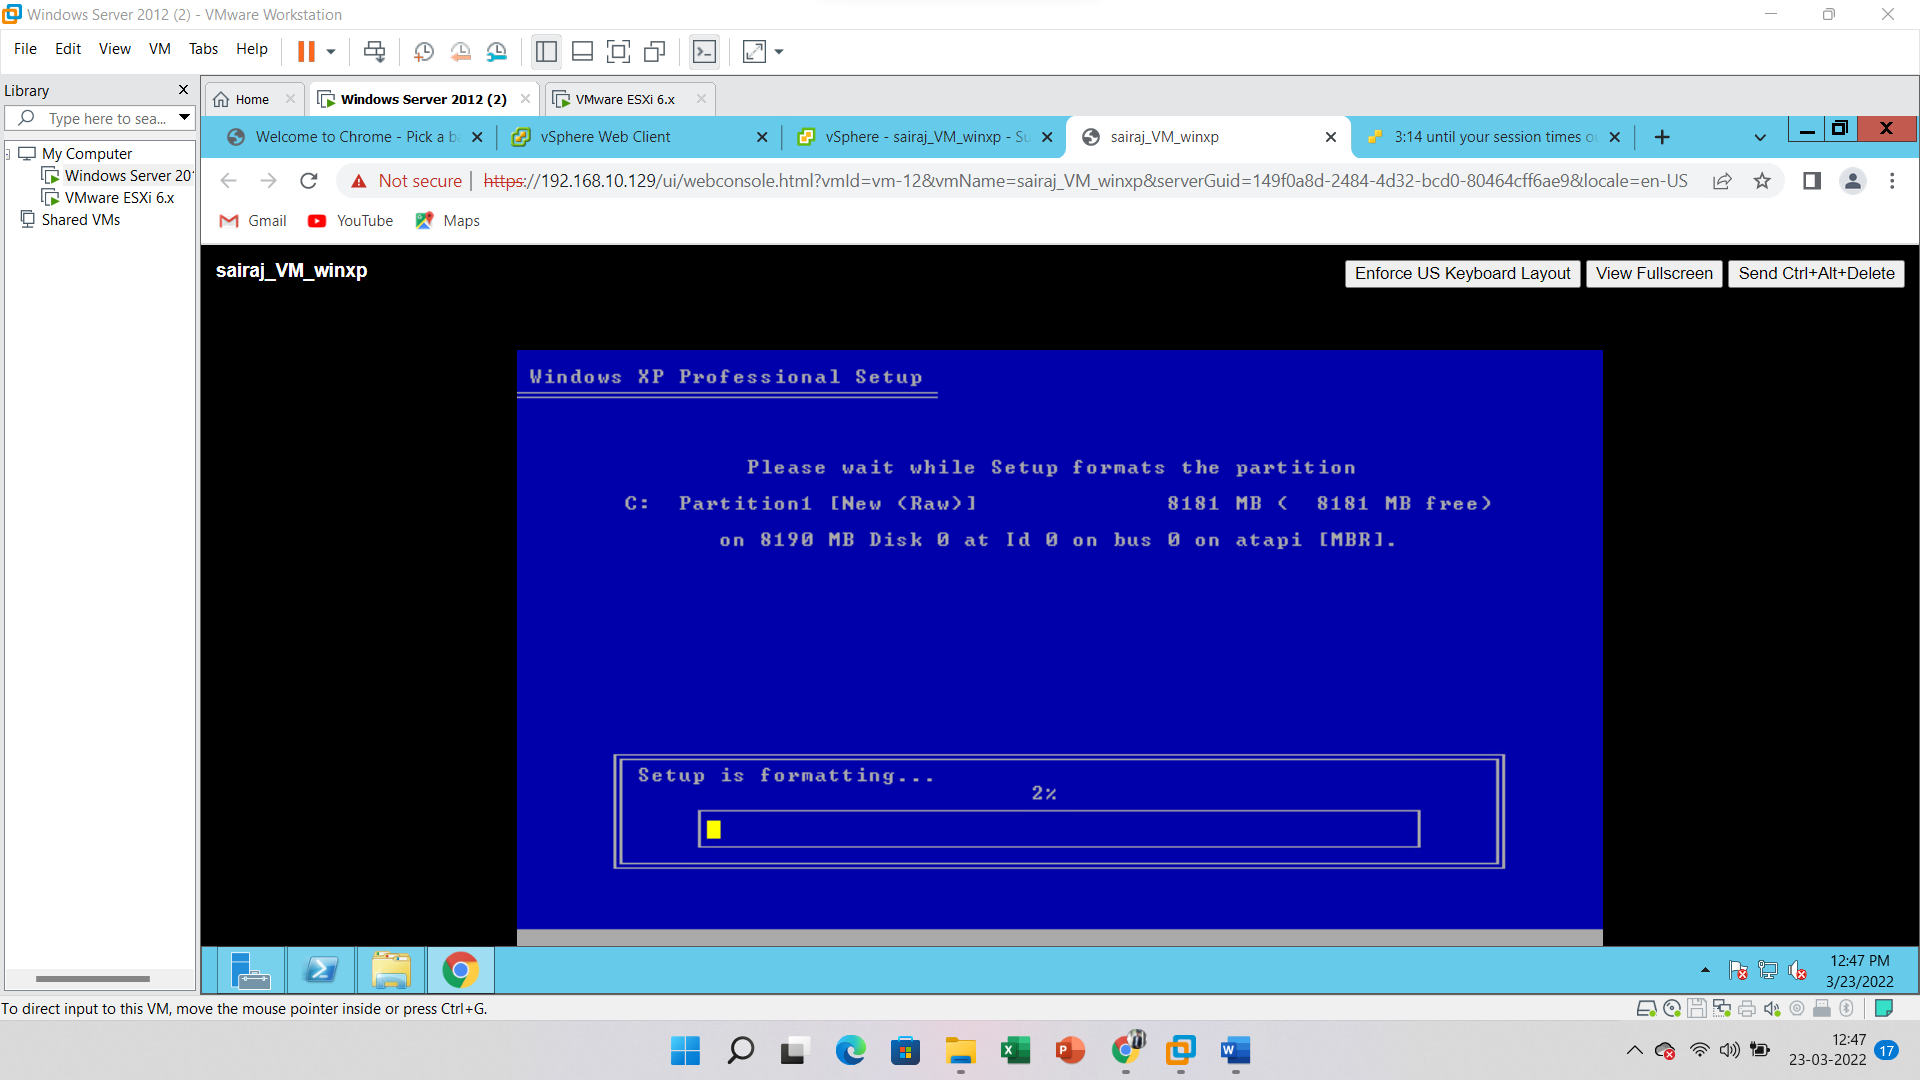 Windows Server 2012 (2) - VMware Workstation
File Edit View VM Tabs Help
Library
Type here to sea...
My Computer
Windows Server 201
VMware ESXi 6.x
Shared VMs
Home
Windows Server 2012 (2)
VMware ESXi 6.x
Welcome to Chrome - Pick a b
vSphere Web Client
vSphere - sairaj_VM_winxp - Su
sairaj_VM_winxp
3:14 until your session times o
Not secure
https://192.168.10.129/ui/webconsole.html?vmId=vm-12&vmName=sairaj_VM_winxp&serverGuid=149f0a8d-2484-4d32-bcd0-80464cff6ae9&locale=en-US
Gmail YouTube Maps
sairaj_VM_winxp
Enforce US Keyboard Layout
View Fullscreen
Send Ctrl+Alt+Delete
Windows XP Professional Setup
Please wait while Setup formats the partition
C: Partition1 [New (Raw)] 8181 MB ( 8181 MB free)
on 8190 MB Disk 0 at Id 0 on bus 0 on atapi [MBR].
Setup is formatting...
2%
12:47 PM
3/23/2022
To direct input to this VM, move the mouse pointer inside or press Ctrl+G.
12:47
23-03-2022
17